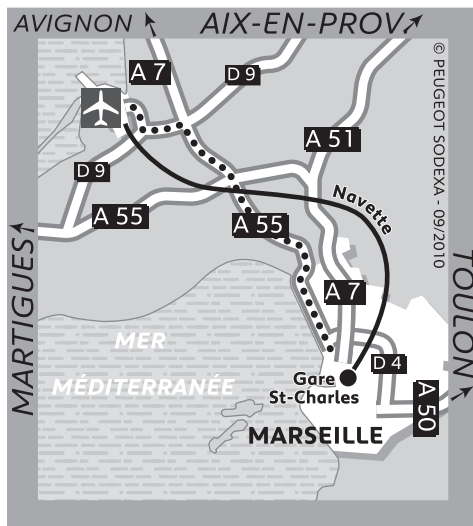 AVIGNON
AIX-EN-PROV
A 7
D 9
© PEUGEOT SODEXA - 09/2010
A 51
D 9
Navette
A 55
A 55
MARTIGUES
TOULON
A 7
MER
MÉDITERRANÉE
D 4
Gare
St-Charles
A 50
MARSEILLE